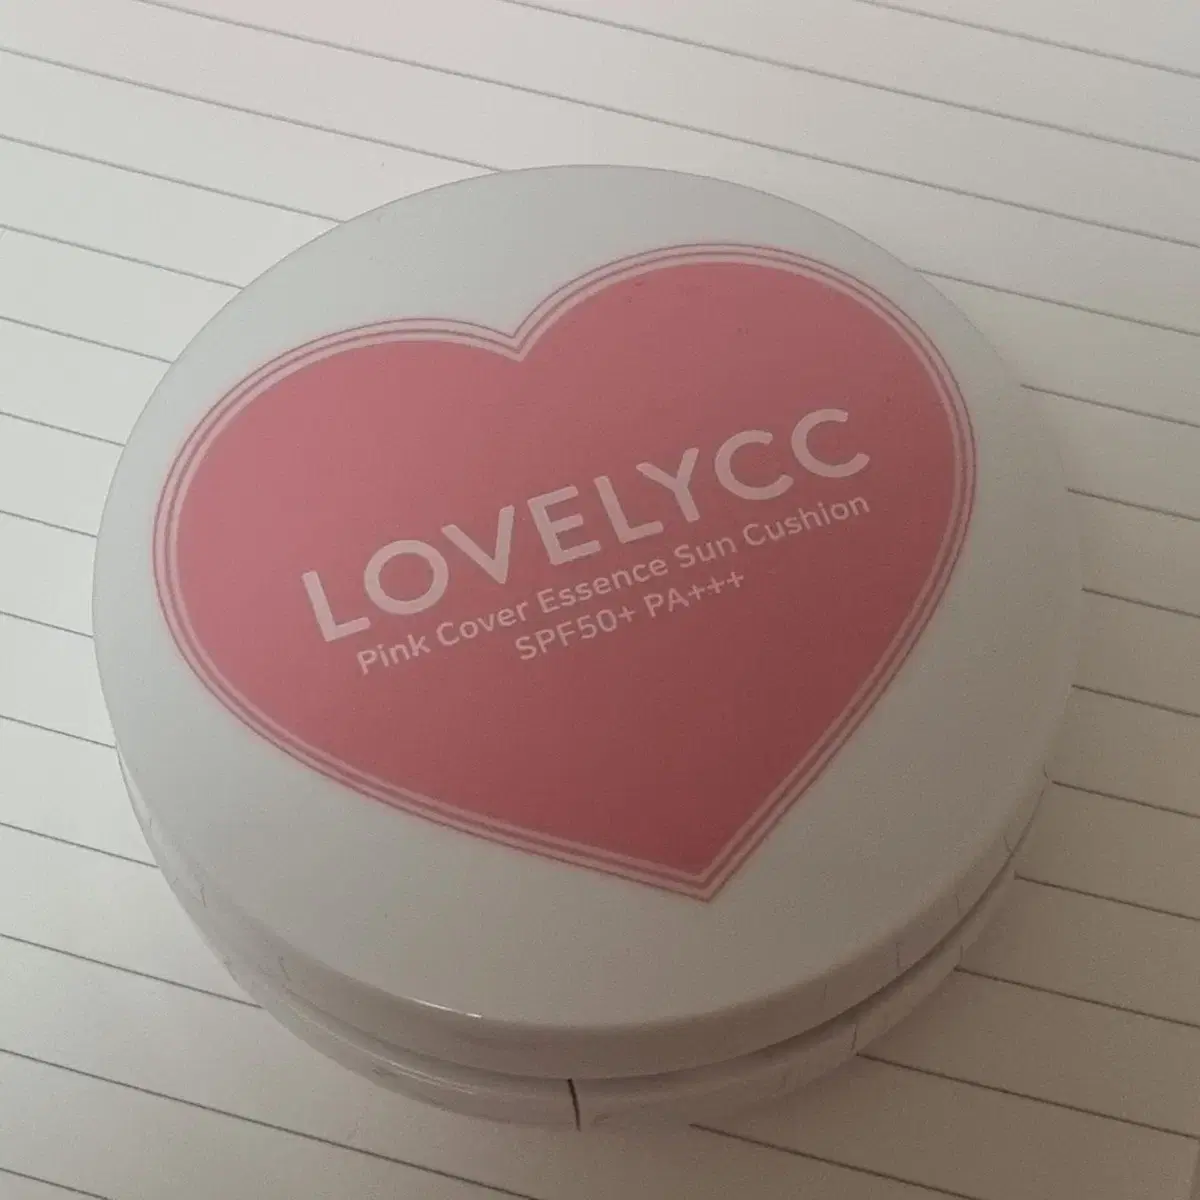 LOVELYCC
Pink Cover Essence Sun Cushion
SPF50+ PA+++